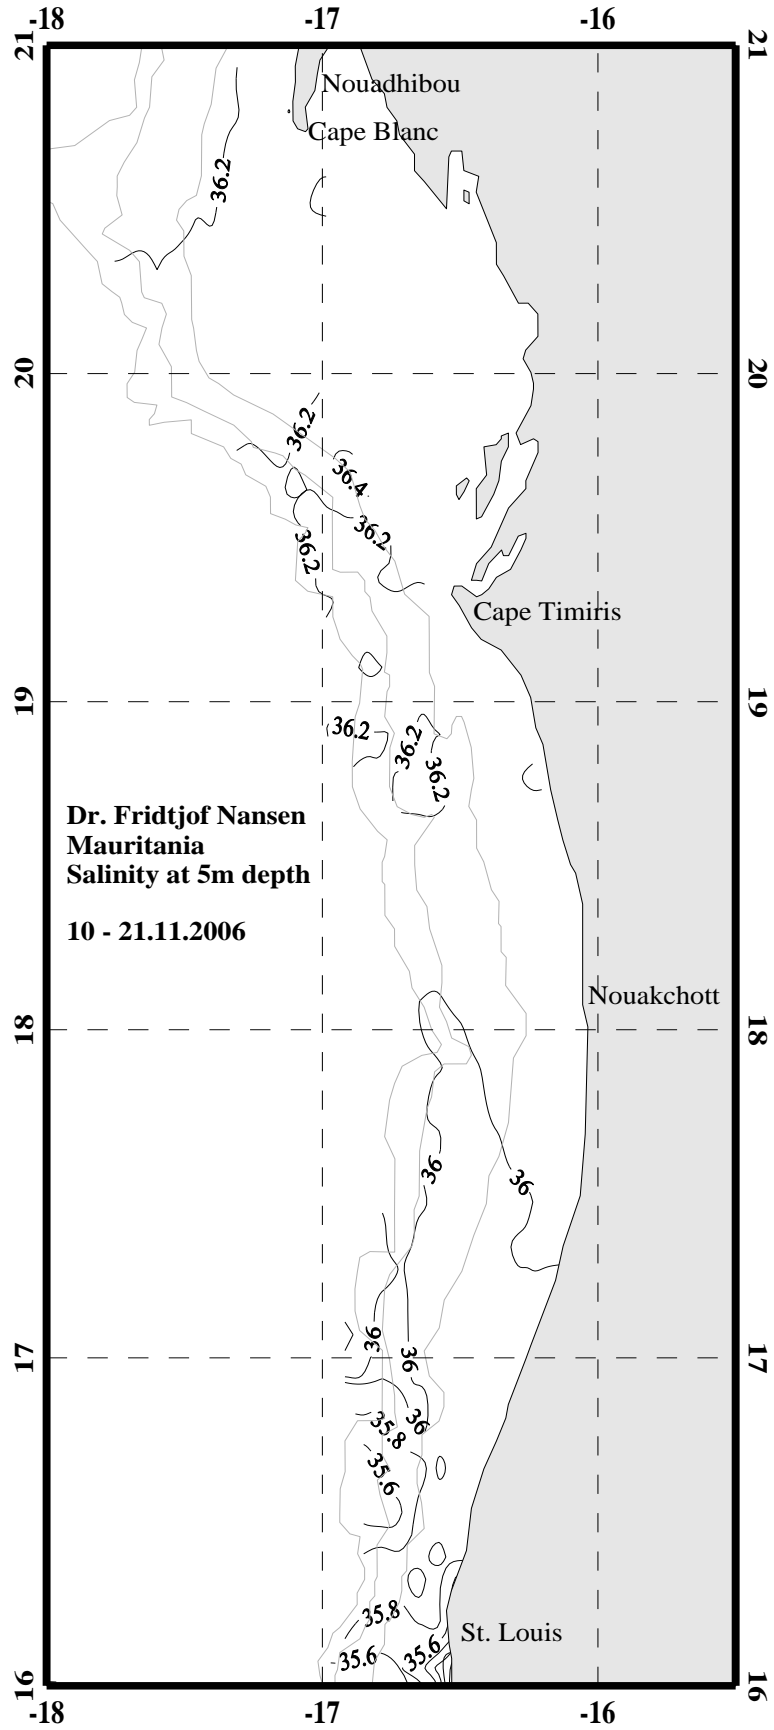 -18 -17 -16
21 21
Nouadhibou
Cape Blanc
36.2
20 20
36.2
36.4
36.2
36.2
Cape Timiris
19 19
36.2
36.2
36.2
Dr. Fridtjof Nansen
Mauritania
Salinity at 5m depth
10 - 21.11.2006
Nouakchott
18 18
36
36
36
36
17 17
36
35.8
35.6
35.8
St. Louis
35.6 35.6
16 16
-18 -17 -16